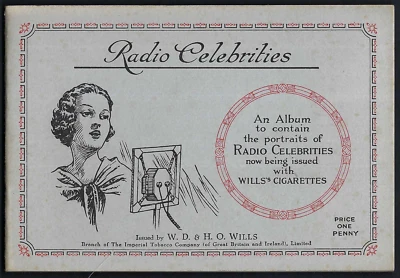 Radio Celebrities
An Album
to contain
the portraits of
RADIO CELEBRITIES
now being issued
with
WILLS'S CIGARETTES
PRICE
ONE
PENNY
Issued by W. D. & H. O. WILLS
Branch of The Imperial Tobacco Company (of Great Britain and Ireland), Limited